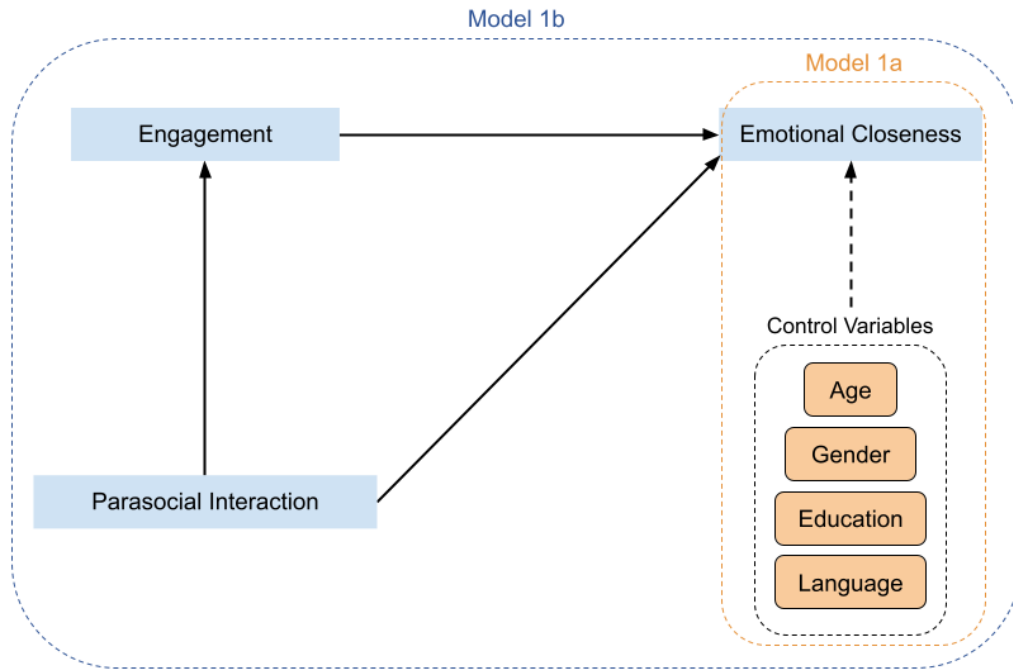 Model 1b
Model 1a
Engagement
Emotional Closeness
Control Variables
Age
Gender
Parasocial Interaction
Education
Language